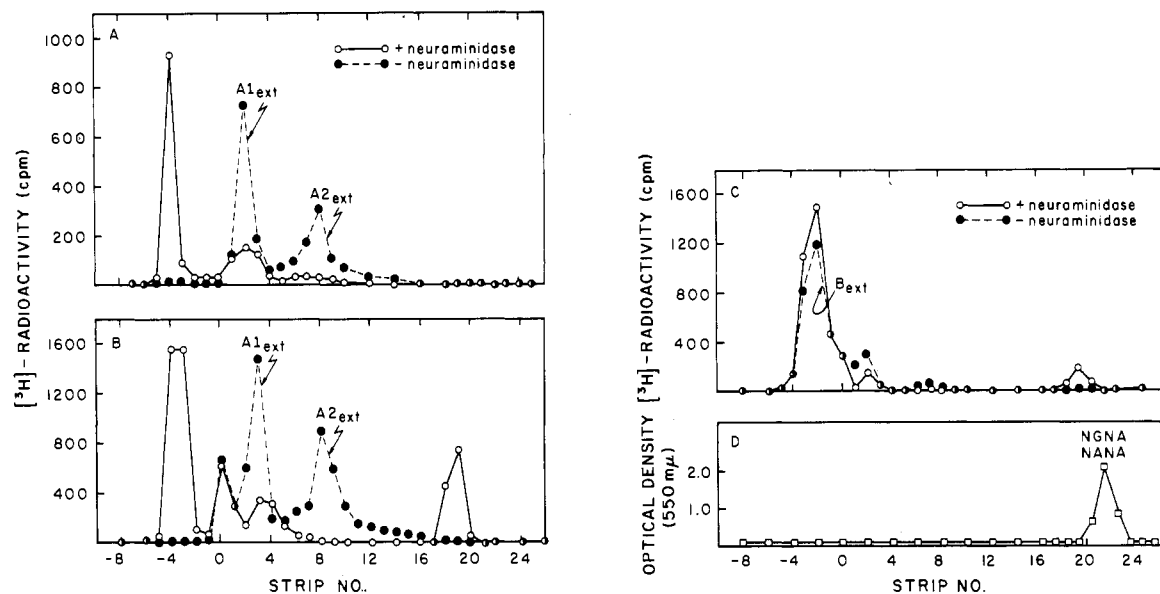 A
1000
800
600
400
200
+ neuraminidase
- neuraminidase
A1ext
A2ext
B
1600
1200
800
400
A1ext
A2ext
-8 -4 0 4 8 12 16 20 24
STRIP NO..
[³H]-RADIOACTIVITY (cpm)
C
1600
1200
800
400
+ neuraminidase
- neuraminidase
Bext
[³H]-RADIOACTIVITY (cpm)
D
NGNA
NANA
2.0
1.0
OPTICAL DENSITY
(550 mμ)
-8 -4 0 4 8 12 16 20 24
STRIP NO.